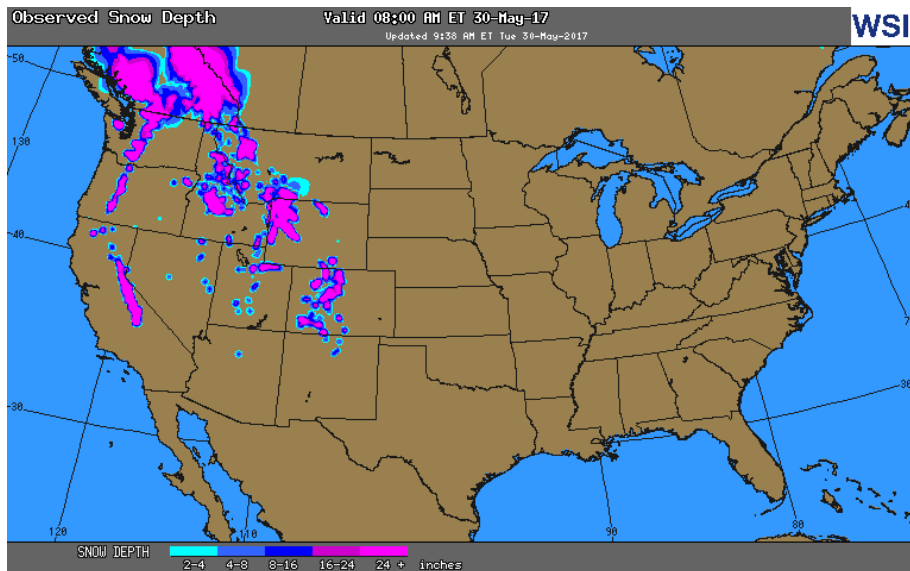 Observed Snow Depth
Valid 08:00 AM ET 30-May-17
WSI
Updated 9:38 AM ET Tue 30-May-2017
50
130
40
30
120
110
90
80
30
SNOW DEPTH
2-4 4-8 8-16 16-24 24 + inches